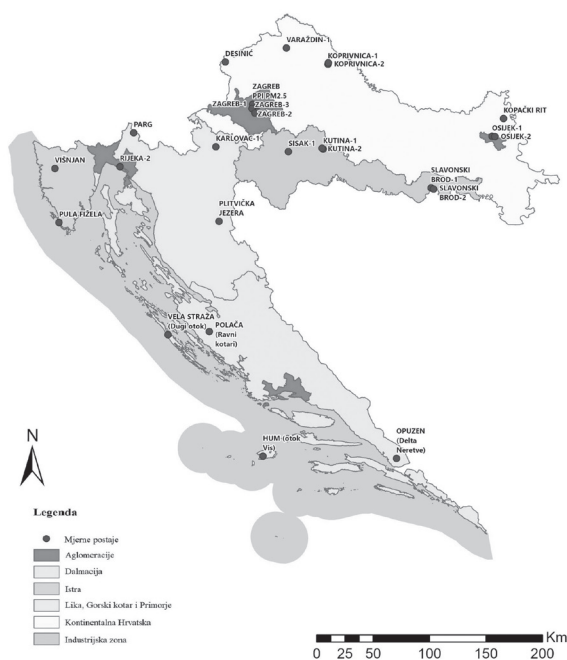 VARAŽDIN-1
DESINIĆ
KOPRIVNICA-1
KOPRIVNICA-2
ZAGREB
PPI PM2.5
ZAGREB-1
ZAGREB-3
ZAGREB-2
KOPAČKI RIT
OSIJEK-1
OSIJEK-2
PARG
KARLOVAC-1
SISAK-1
KUTINA-1
KUTINA-2
VIŠNJAN
RIJEKA-2
SLAVONSKI
BROD-1
SLAVONSKI
BROD-2
PLITVIČKA
JEZERA
PULA FIŽELA
VELA STRAŽA
(Dugi otok)
POLAČA
(Ravni
kotari)
HUM (otok
Vis)
OPUZEN
(Delta
Neretve)
N
Legenda
Mjerne postaje
Aglomeracije
Dalmacija
Istra
Lika, Gorski kotar i Primorje
Kontinentalna Hrvatska
Industrijska zona
Km
0 25 50 100 150 200